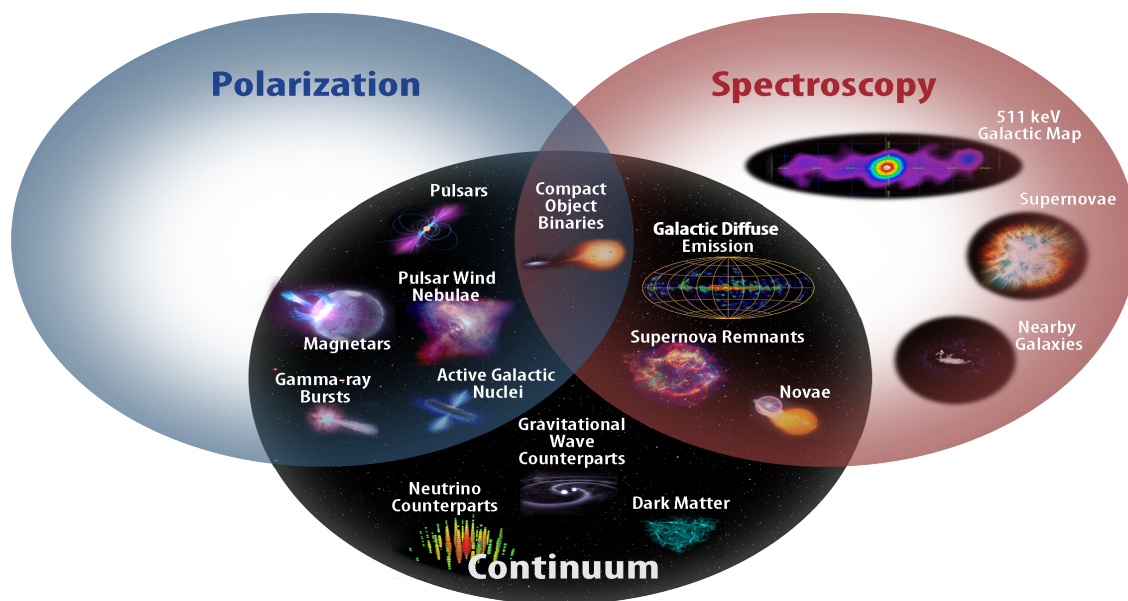 Polarization
Spectroscopy
511 keV
Galactic Map
Pulsars
Compact
Object
Binaries
Supernovae
Galactic Diffuse
Emission
Pulsar Wind
Nebulae
Magnetars
Supernova Remnants
Nearby
Galaxies
Gamma-ray
Bursts
Active Galactic
Nuclei
Novae
Gravitational
Wave
Counterparts
Neutrino
Counterparts
Dark Matter
Continuum